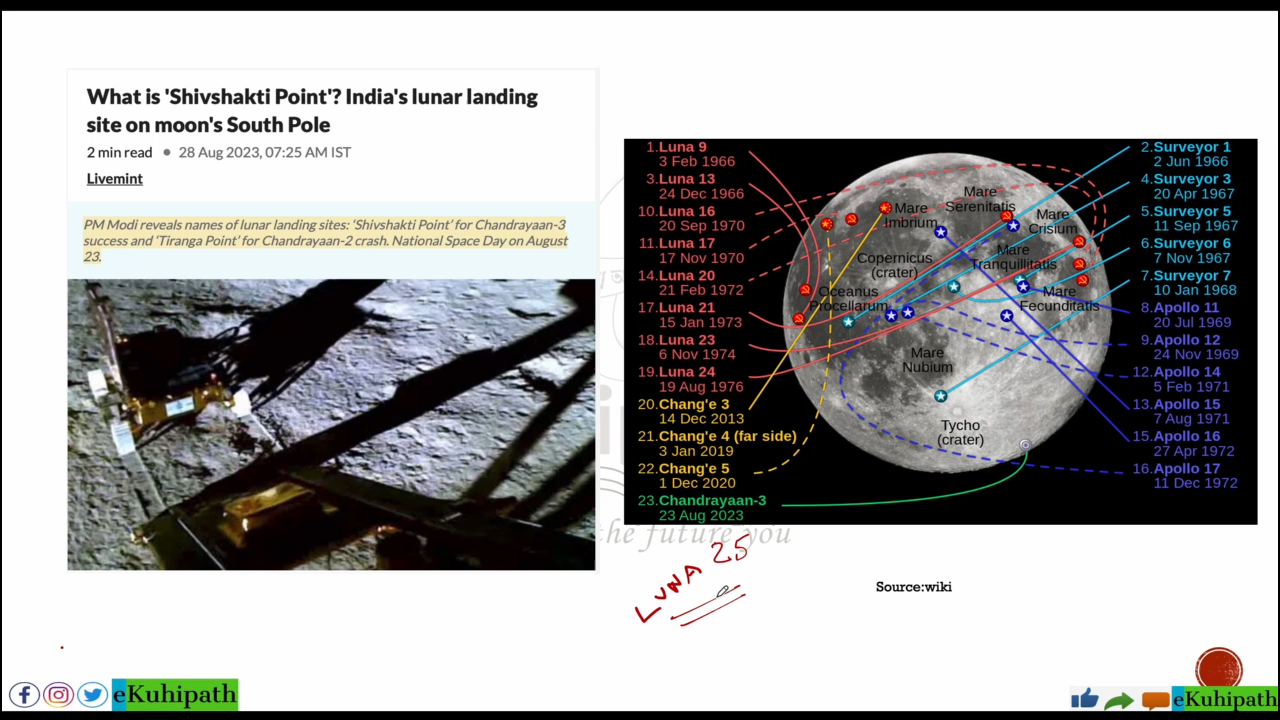 What is 'Shivshakti Point'? India's lunar landing
site on moon's South Pole
2 min read • 28 Aug 2023, 07:25 AM IST
Livemint
PM Modi reveals names of lunar landing sites: 'Shivshakti Point' for Chandrayaan-3
success and 'Tiranga Point' for Chandrayaan-2 crash. National Space Day on August
23.
1.Luna 9
3 Feb 1966
3.Luna 13
24 Dec 1966
10.Luna 16
20 Sep 1970
11.Luna 17
17 Nov 1970
14.Luna 20
21 Feb 1972
17.Luna 21
15 Jan 1973
18.Luna 23
6 Nov 1974
19.Luna 24
19 Aug 1976
20.Chang'e 3
14 Dec 2013
21.Chang'e 4 (far side)
3 Jan 2019
22.Chang'e 5
1 Dec 2020
23.Chandrayaan-3
23 Aug 2023
Mare
Imbrium
Mare
Serenitatis
Mare
Crisium
Copernicus
(crater)
Mare
Tranquillitatis
Oceanus
Procellarum
Mare
Fecunditatis
Mare
Nubium
Tycho
(crater)
2.Surveyor 1
2 Jun 1966
4.Surveyor 3
20 Apr 1967
5.Surveyor 5
11 Sep 1967
6.Surveyor 6
7 Nov 1967
7.Surveyor 7
10 Jan 1968
8.Apollo 11
20 Jul 1969
9.Apollo 12
24 Nov 1969
12.Apollo 14
5 Feb 1971
13.Apollo 15
7 Aug 1971
15.Apollo 16
27 Apr 1972
16.Apollo 17
11 Dec 1972
the future you
LUNA 25
Source:wiki
eKuhipath
eKuhipath